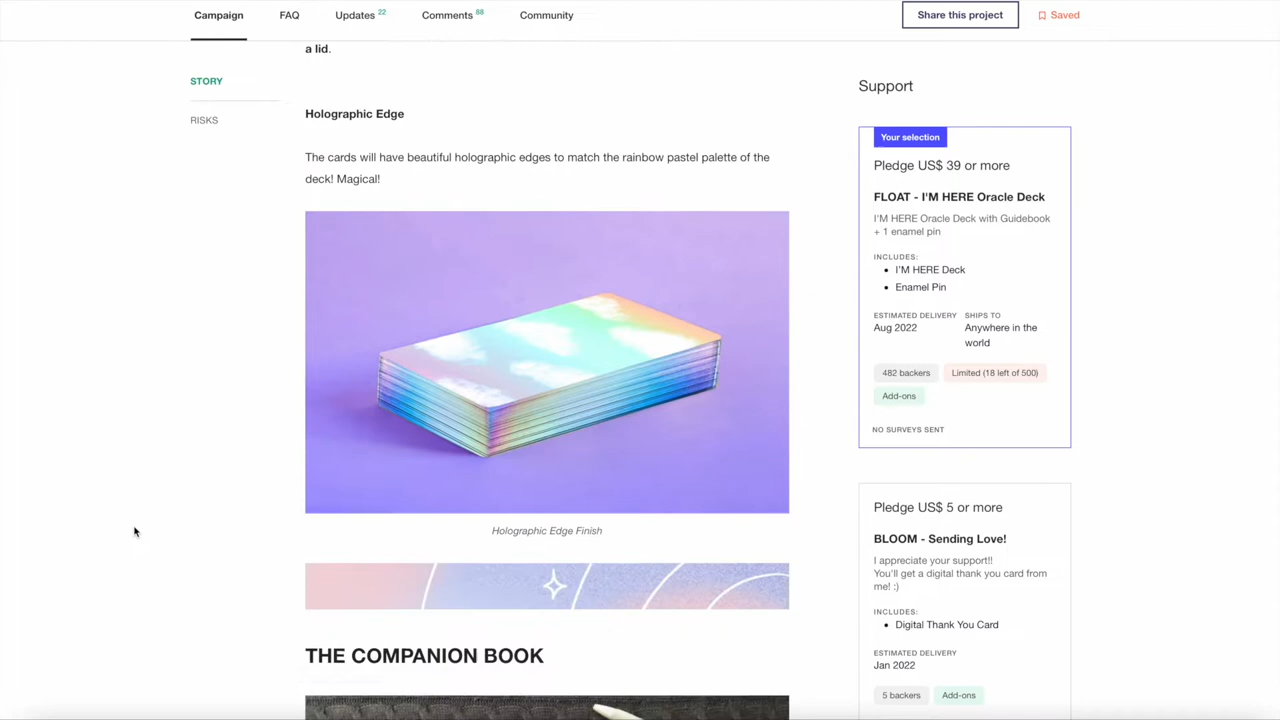 Campaign
FAQ
Updates 22
Comments 88
Community
Share this project
Saved
STORY
RISKS
a lid.
Holographic Edge
The cards will have beautiful holographic edges to match the rainbow pastel palette of the
deck! Magical!
Holographic Edge Finish
THE COMPANION BOOK
Support
Your selection
Pledge US$ 39 or more
FLOAT - I'M HERE Oracle Deck
I'M HERE Oracle Deck with Guidebook
+ 1 enamel pin
INCLUDES:
I'M HERE Deck
Enamel Pin
ESTIMATED DELIVERY
Aug 2022
SHIPS TO
Anywhere in the
world
482 backers
Limited (18 left of 500)
Add-ons
NO SURVEYS SENT
Pledge US$ 5 or more
BLOOM - Sending Love!
I appreciate your support!!
You'll get a digital thank you card from
me! :)
INCLUDES:
Digital Thank You Card
ESTIMATED DELIVERY
Jan 2022
5 backers
Add-ons